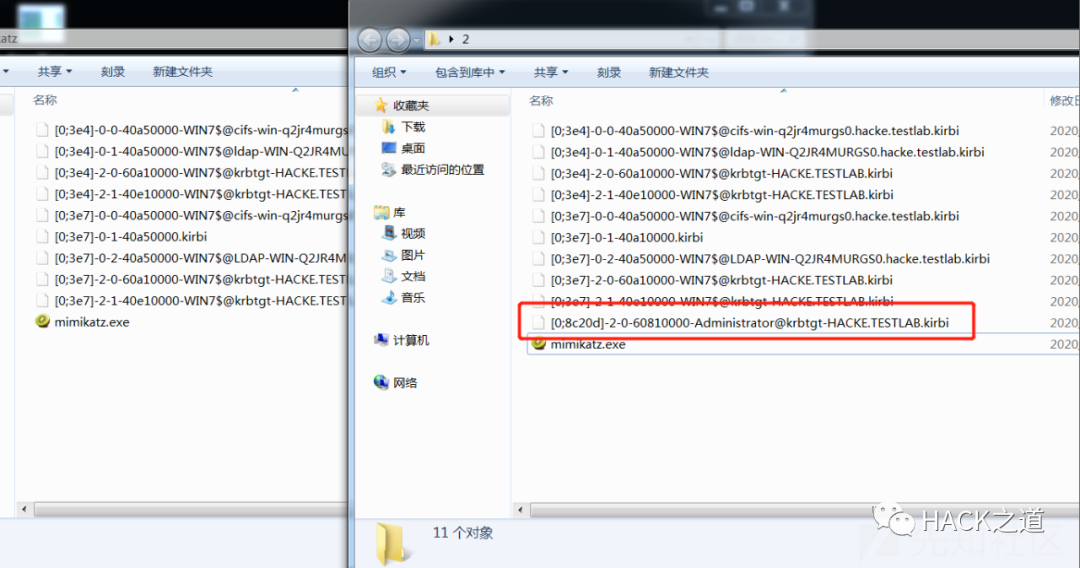 atz
共享
刻录
新建文件夹
名称
[0;3e4]-0-0-40a50000-WIN7$@cifs-win-q2jr4murgs
[0;3e4]-0-1-40a50000-WIN7$@ldap-WIN-Q2JR4MU
[0;3e4]-2-0-60a10000-WIN7$@krbtgt-HACKE.TEST
[0;3e4]-2-1-40e10000-WIN7$@krbtgt-HACKE.TEST
[0;3e7]-0-0-40a50000-WIN7$@cifs-win-q2jr4murgs
[0;3e7]-0-1-40a50000.kirbi
[0;3e7]-0-2-40a50000-WIN7$@LDAP-WIN-Q2JR4M
[0;3e7]-2-0-60a10000-WIN7$@krbtgt-HACKE.TEST
[0;3e7]-2-1-40e10000-WIN7$@krbtgt-HACKE.TEST
mimikatz.exe
2
组织
包含到库中
共享
刻录
新建文件夹
收藏夹
下载
桌面
最近访问的位置
库
视频
图片
文档
音乐
计算机
网络
名称
修改日
[0;3e4]-0-0-40a50000-WIN7$@cifs-win-q2jr4murgs0.hacke.testlab.kirbi
2020
[0;3e4]-0-1-40a50000-WIN7$@ldap-WIN-Q2JR4MURGS0.hacke.testlab.kirbi
2020
[0;3e4]-2-0-60a10000-WIN7$@krbtgt-HACKE.TESTLAB.kirbi
2020
[0;3e4]-2-1-40e10000-WIN7$@krbtgt-HACKE.TESTLAB.kirbi
2020
[0;3e7]-0-0-40a50000-WIN7$@cifs-win-q2jr4murgs0.hacke.testlab.kirbi
2020
[0;3e7]-0-1-40a10000.kirbi
2020
[0;3e7]-0-2-40a50000-WIN7$@LDAP-WIN-Q2JR4MURGS0.hacke.testlab.kirbi
2020
[0;3e7]-2-0-60a10000-WIN7$@krbtgt-HACKE.TESTLAB.kirbi
2020
[0;3e7]-2-1-40e10000-WIN7$@krbtgt-HACKE.TESTLAB.kirbi
2020
[0;8c20d]-2-0-60810000-Administrator@krbtgt-HACKE.TESTLAB.kirbi
2020
mimikatz.exe
2020
11 个对象
HACK之道
先知社区